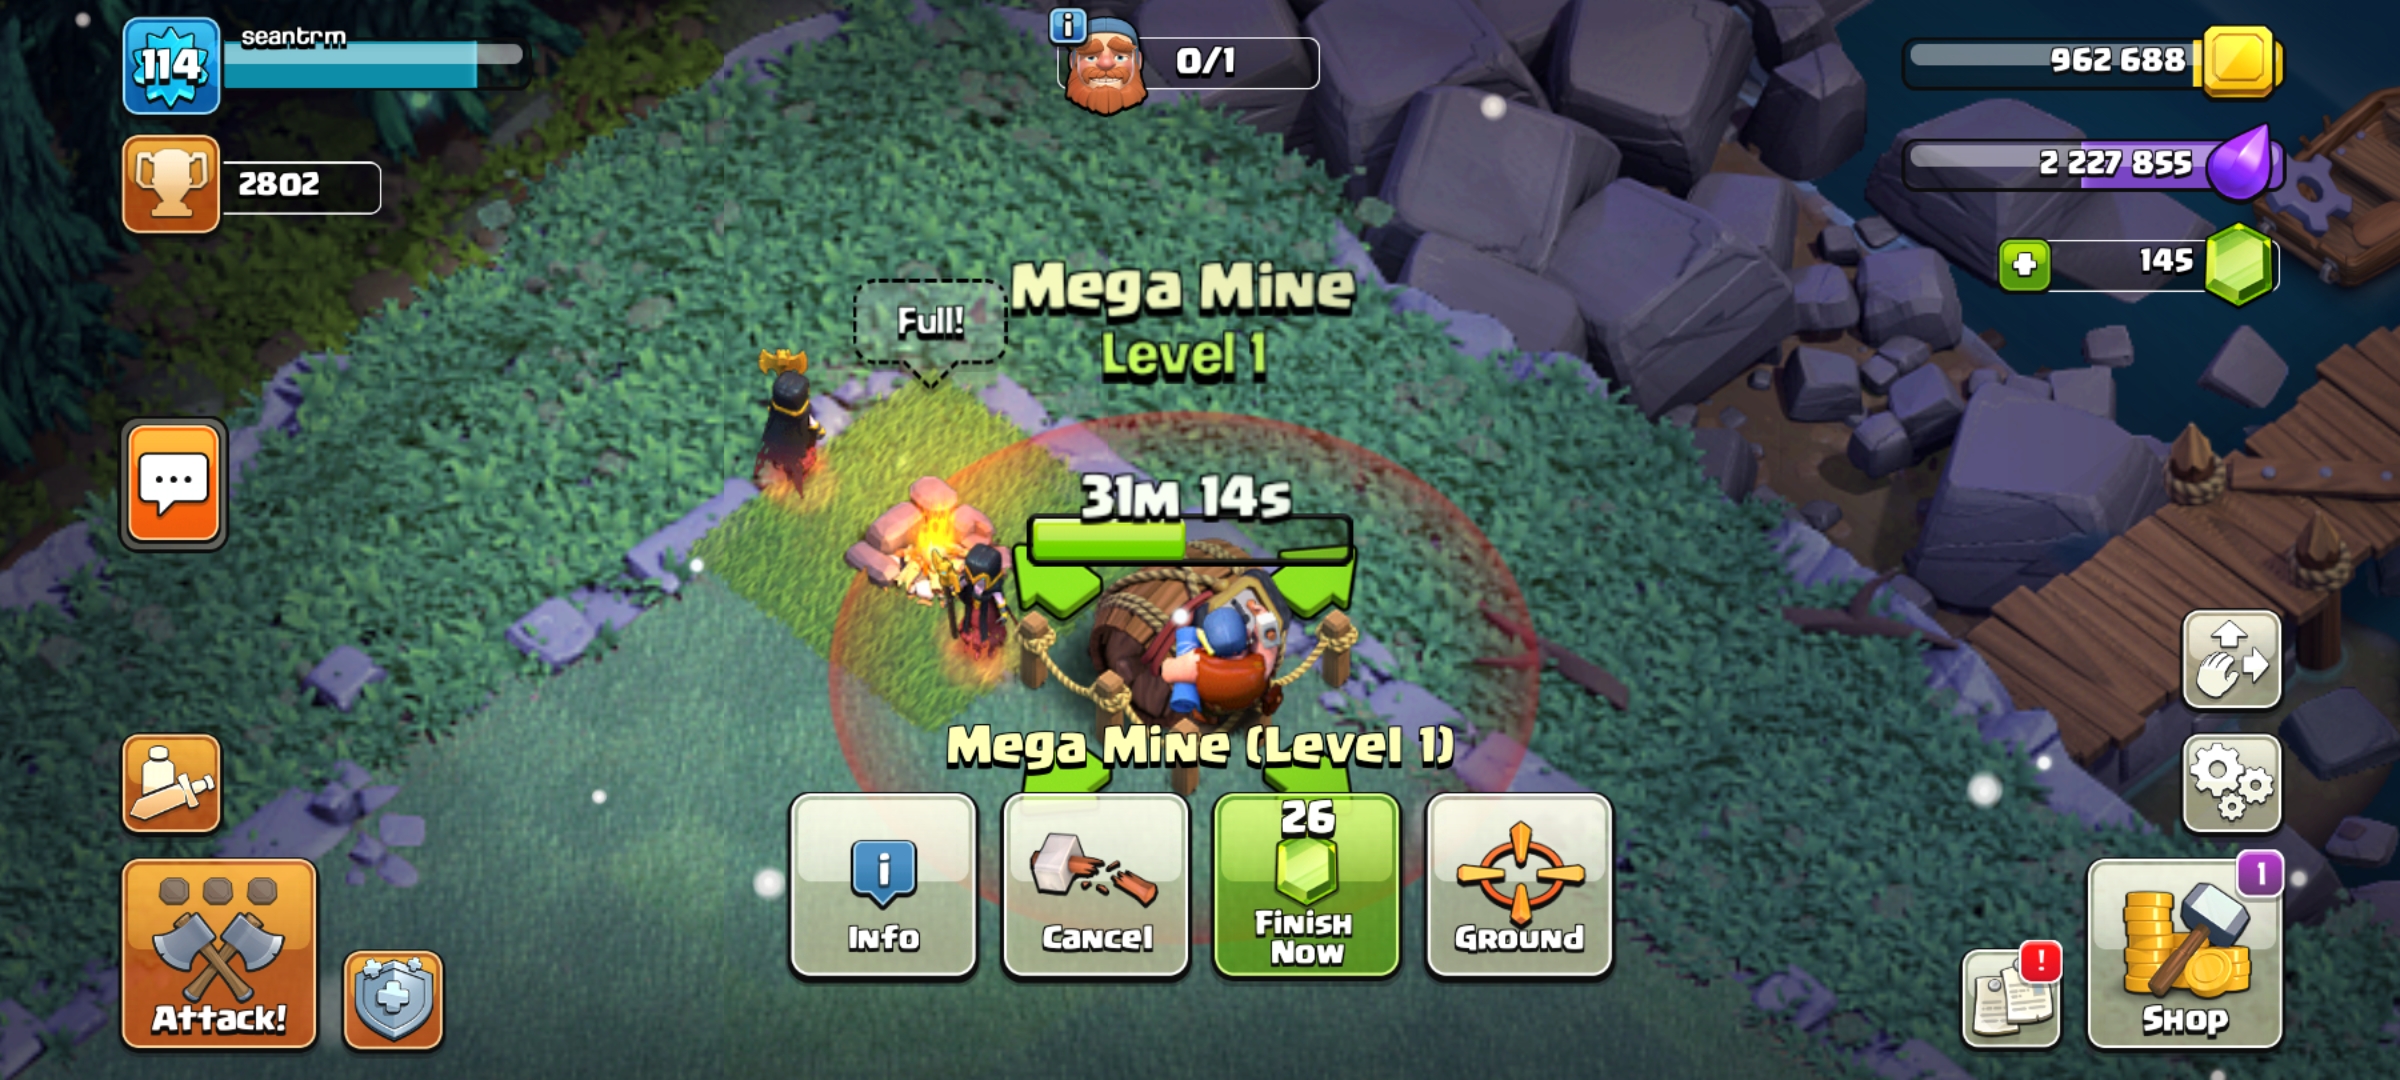 114
seantrm
0/1
962 688
2802
2 227 855
145
Full!
Mega Mine
Level 1
31M 14s
Mega Mine (Level 1)
Info
Cancel
26
Finish
Now
Ground
Attack!
1
!
Shop